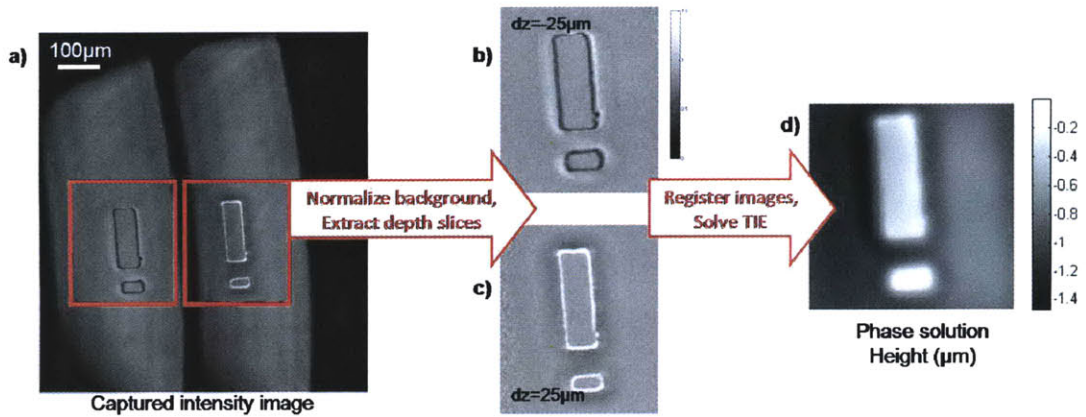 a)
100μm
Captured intensity image
Normalize background,
Extract depth slices
b)
dz=-25μm
c)
dz=25μm
Register images,
Solve TIE
d)
-0.2
-0.4
-0.6
-0.8
-1
-1.2
-1.4
Phase solution
Height (μm)